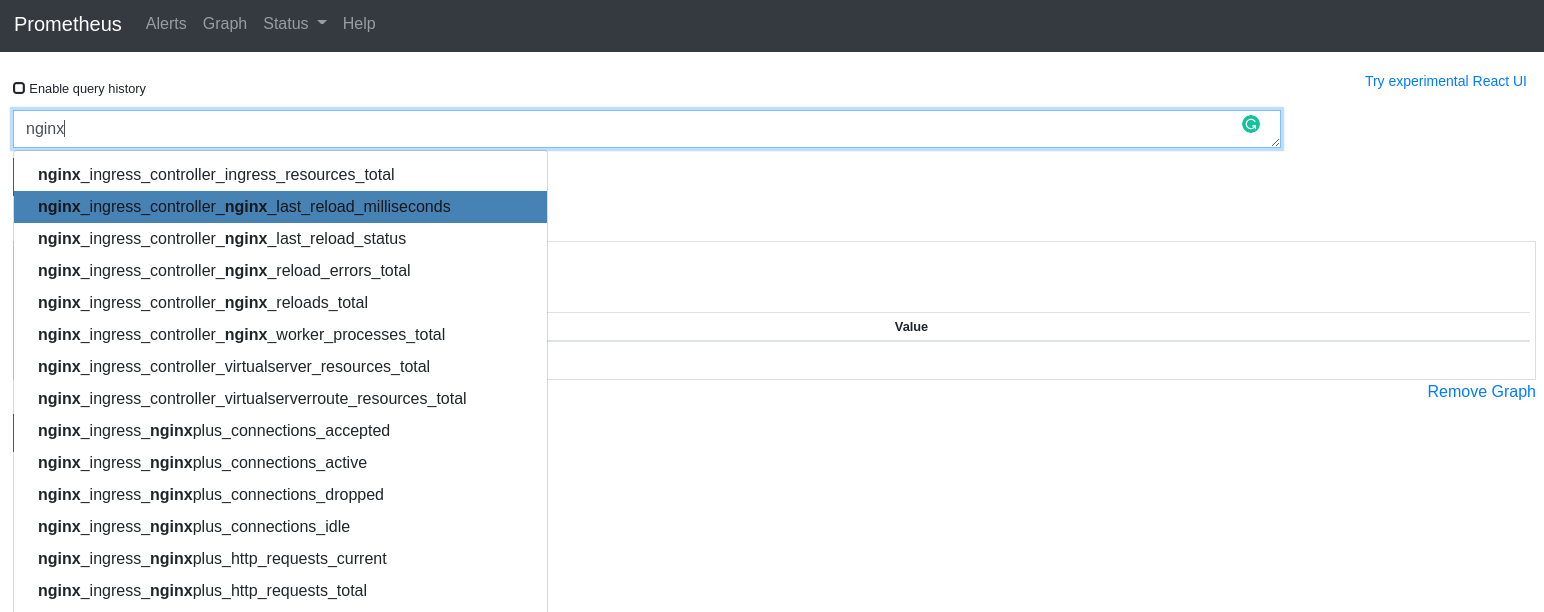 Prometheus Alerts Graph Status Help
Try experimental React UI
Enable query history
nginx
nginx_ingress_controller_ingress_resources_total
nginx_ingress_controller_nginx_last_reload_milliseconds
nginx_ingress_controller_nginx_last_reload_status
nginx_ingress_controller_nginx_reload_errors_total
nginx_ingress_controller_nginx_reloads_total
nginx_ingress_controller_nginx_worker_processes_total
nginx_ingress_controller_virtualserver_resources_total
nginx_ingress_controller_virtualserverroute_resources_total
nginx_ingress_nginxplus_connections_accepted
nginx_ingress_nginxplus_connections_active
nginx_ingress_nginxplus_connections_dropped
nginx_ingress_nginxplus_connections_idle
nginx_ingress_nginxplus_http_requests_current
nginx_ingress_nginxplus_http_requests_total
Value
Remove Graph